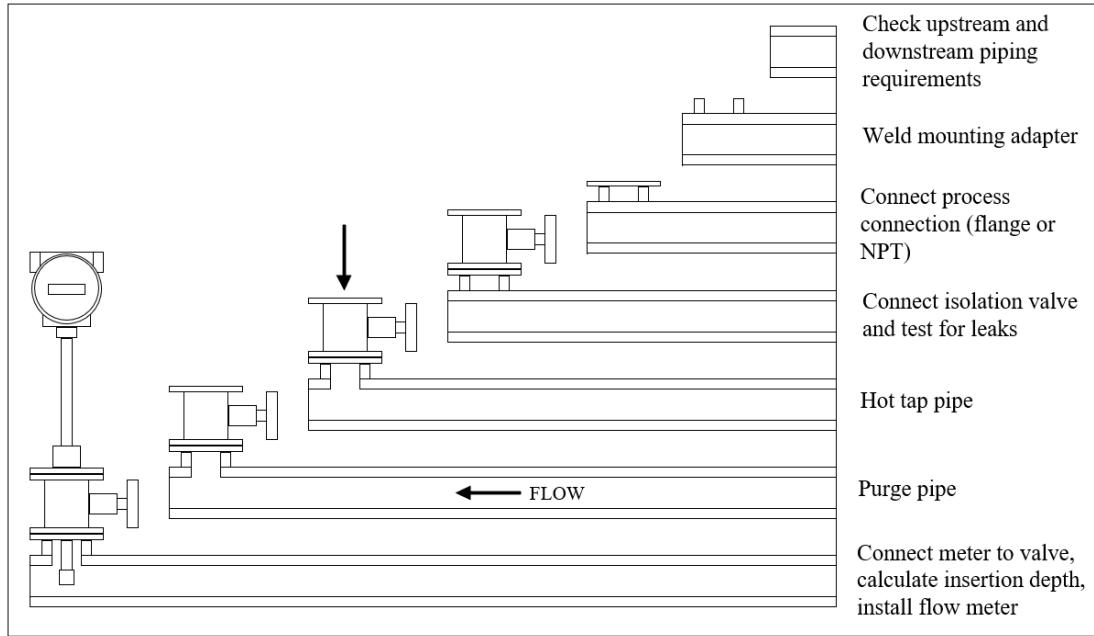 Check upstream and
downstream piping
requirements
Weld mounting adapter
Connect process
connection (flange or
NPT)
Connect isolation valve
and test for leaks
Hot tap pipe
FLOW
Purge pipe
Connect meter to valve,
calculate insertion depth,
install flow meter